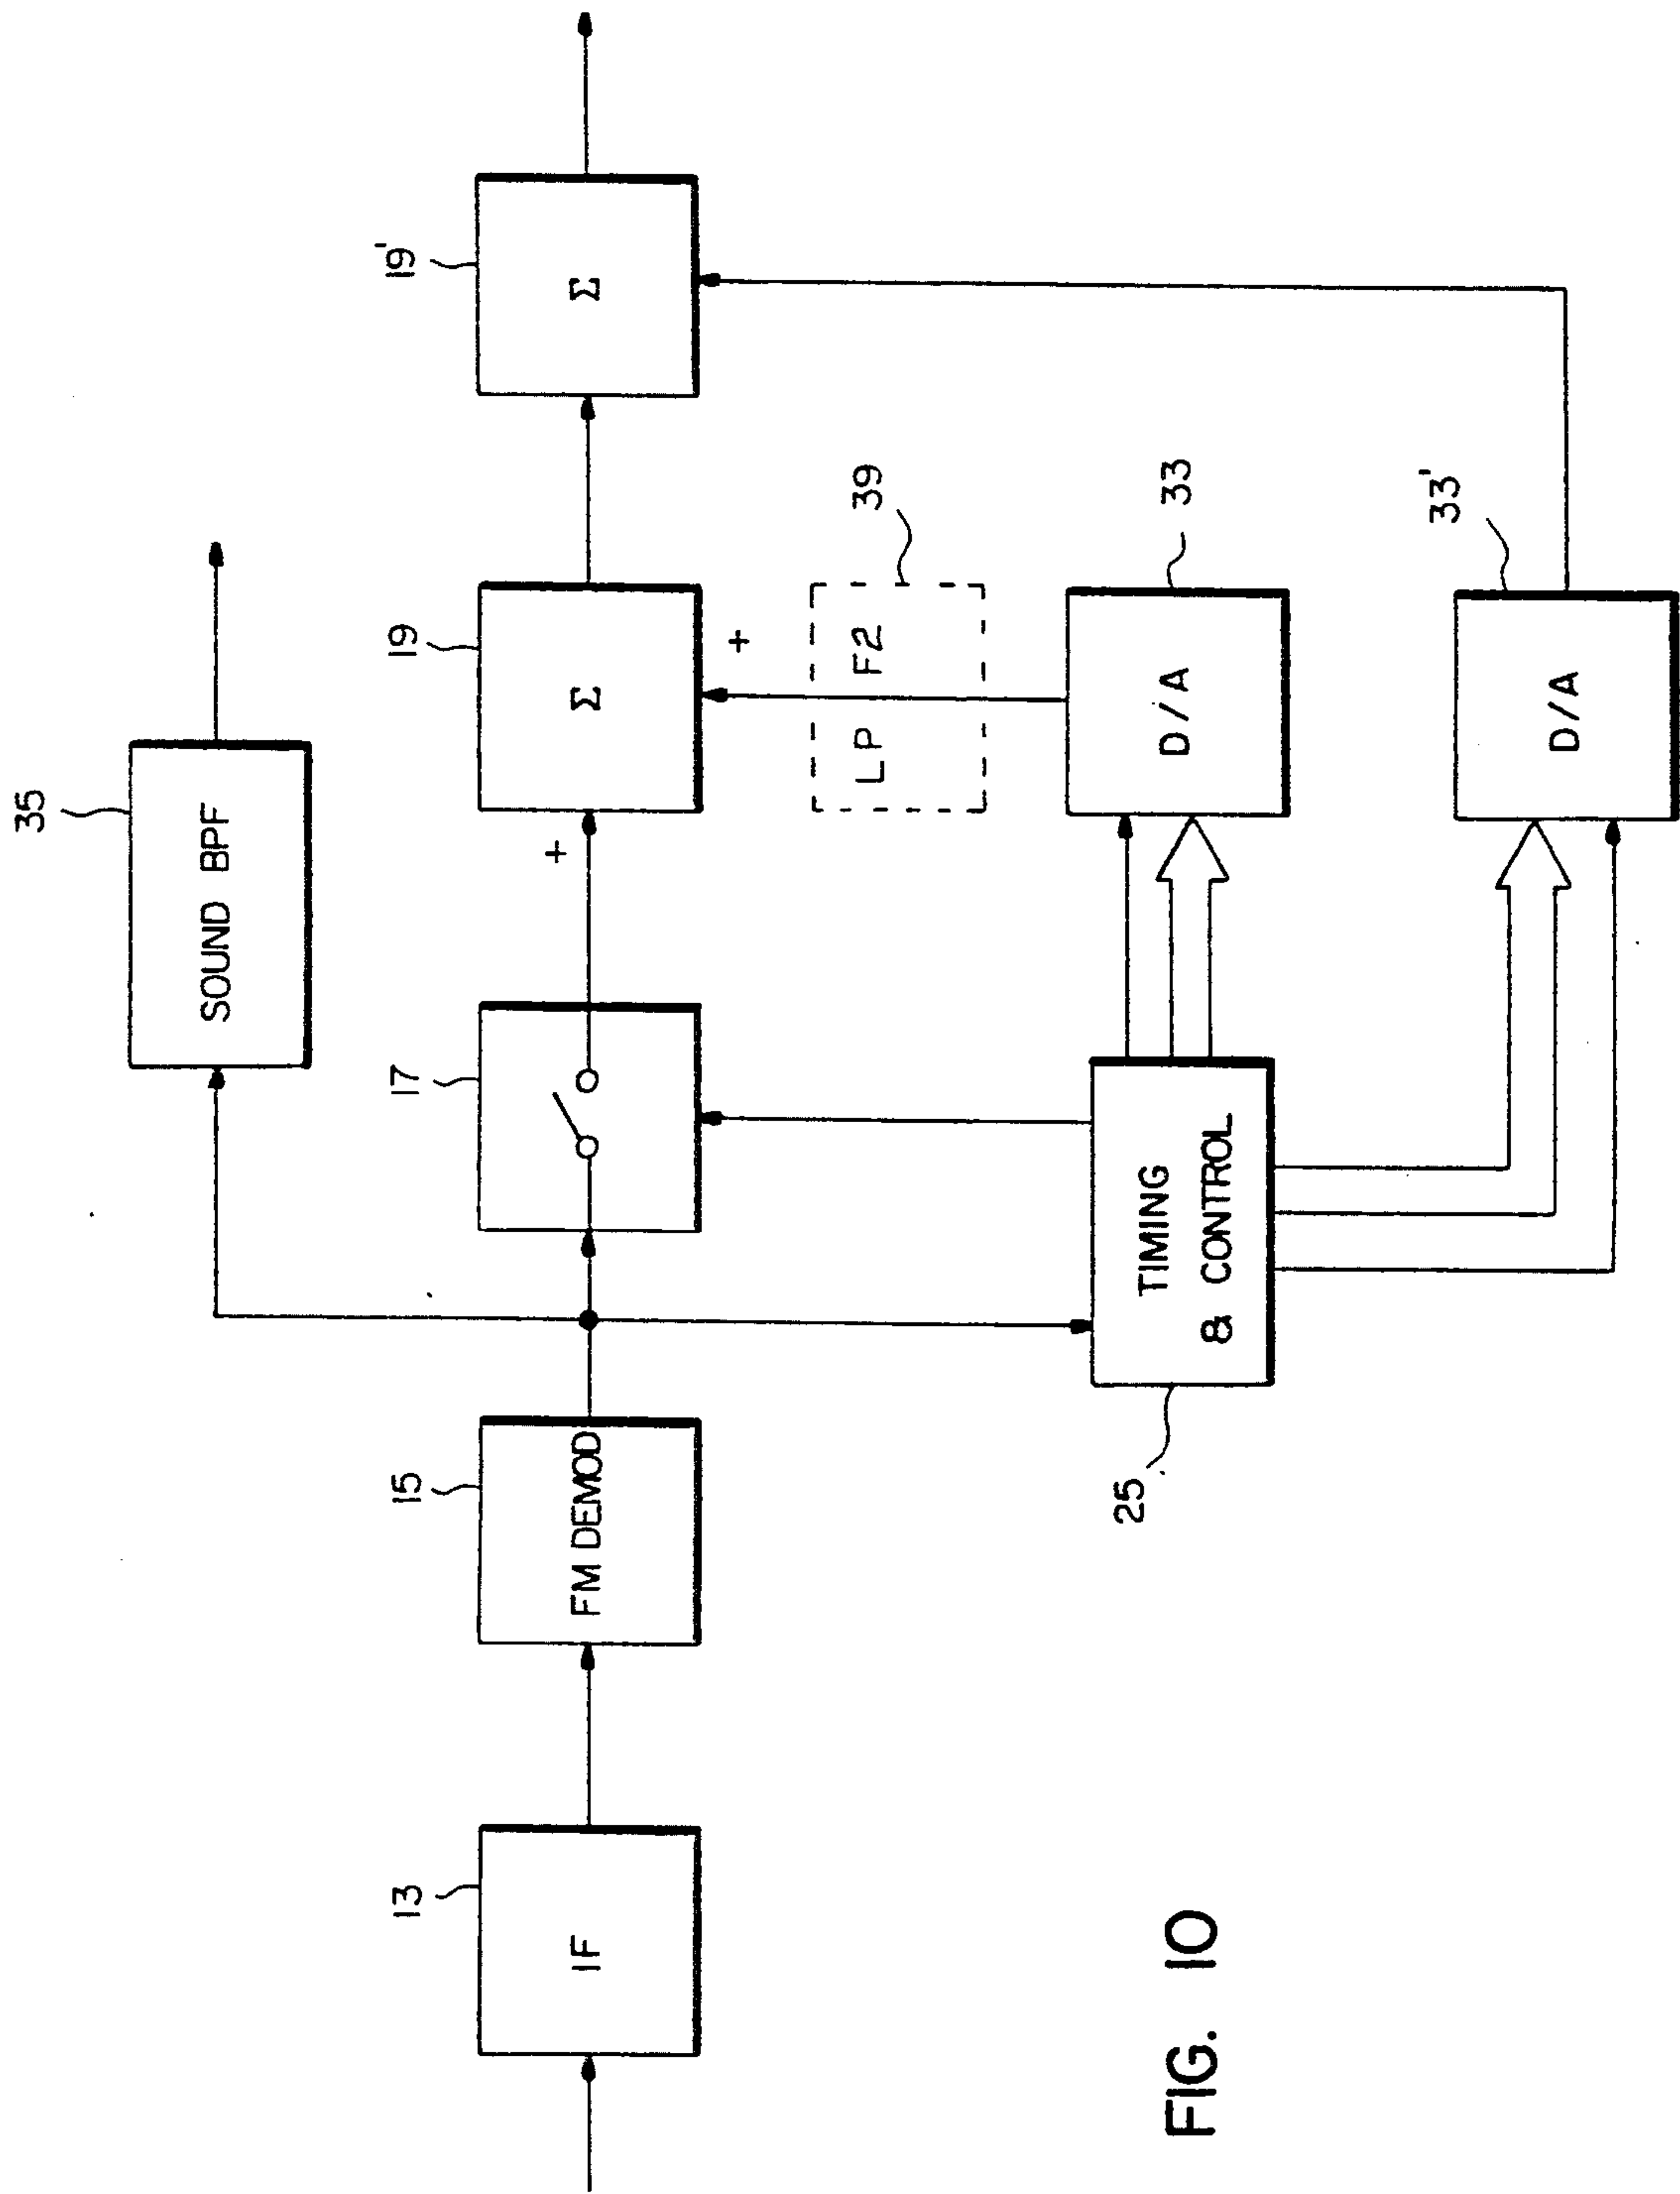 35
SOUND BPF
13
IF
15
FM DEMOD
17
+
19
Σ
+
19'
Σ
LP F2
39
25
TIMING
& CONTROL
33
D/A
33'
D/A
FIG. 10